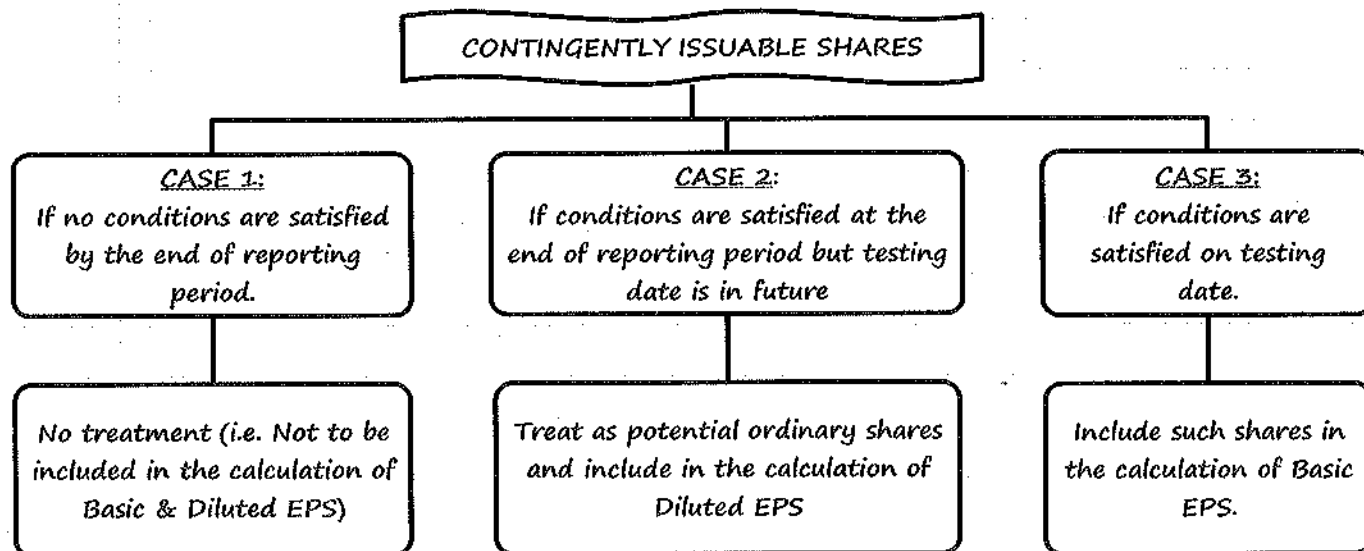 CONTINGENTLY ISSUABLE SHARES
CASE 1:
If no conditions are satisfied
by the end of reporting
period.
CASE 2:
If conditions are satisfied at the
end of reporting period but testing
date is in future
CASE 3:
If conditions are
satisfied on testing
date.
No treatment (i.e. Not to be
included in the calculation of
Basic & Diluted EPS)
Treat as potential ordinary shares
and include in the calculation of
Diluted EPS
Include such shares in
the calculation of Basic
EPS.